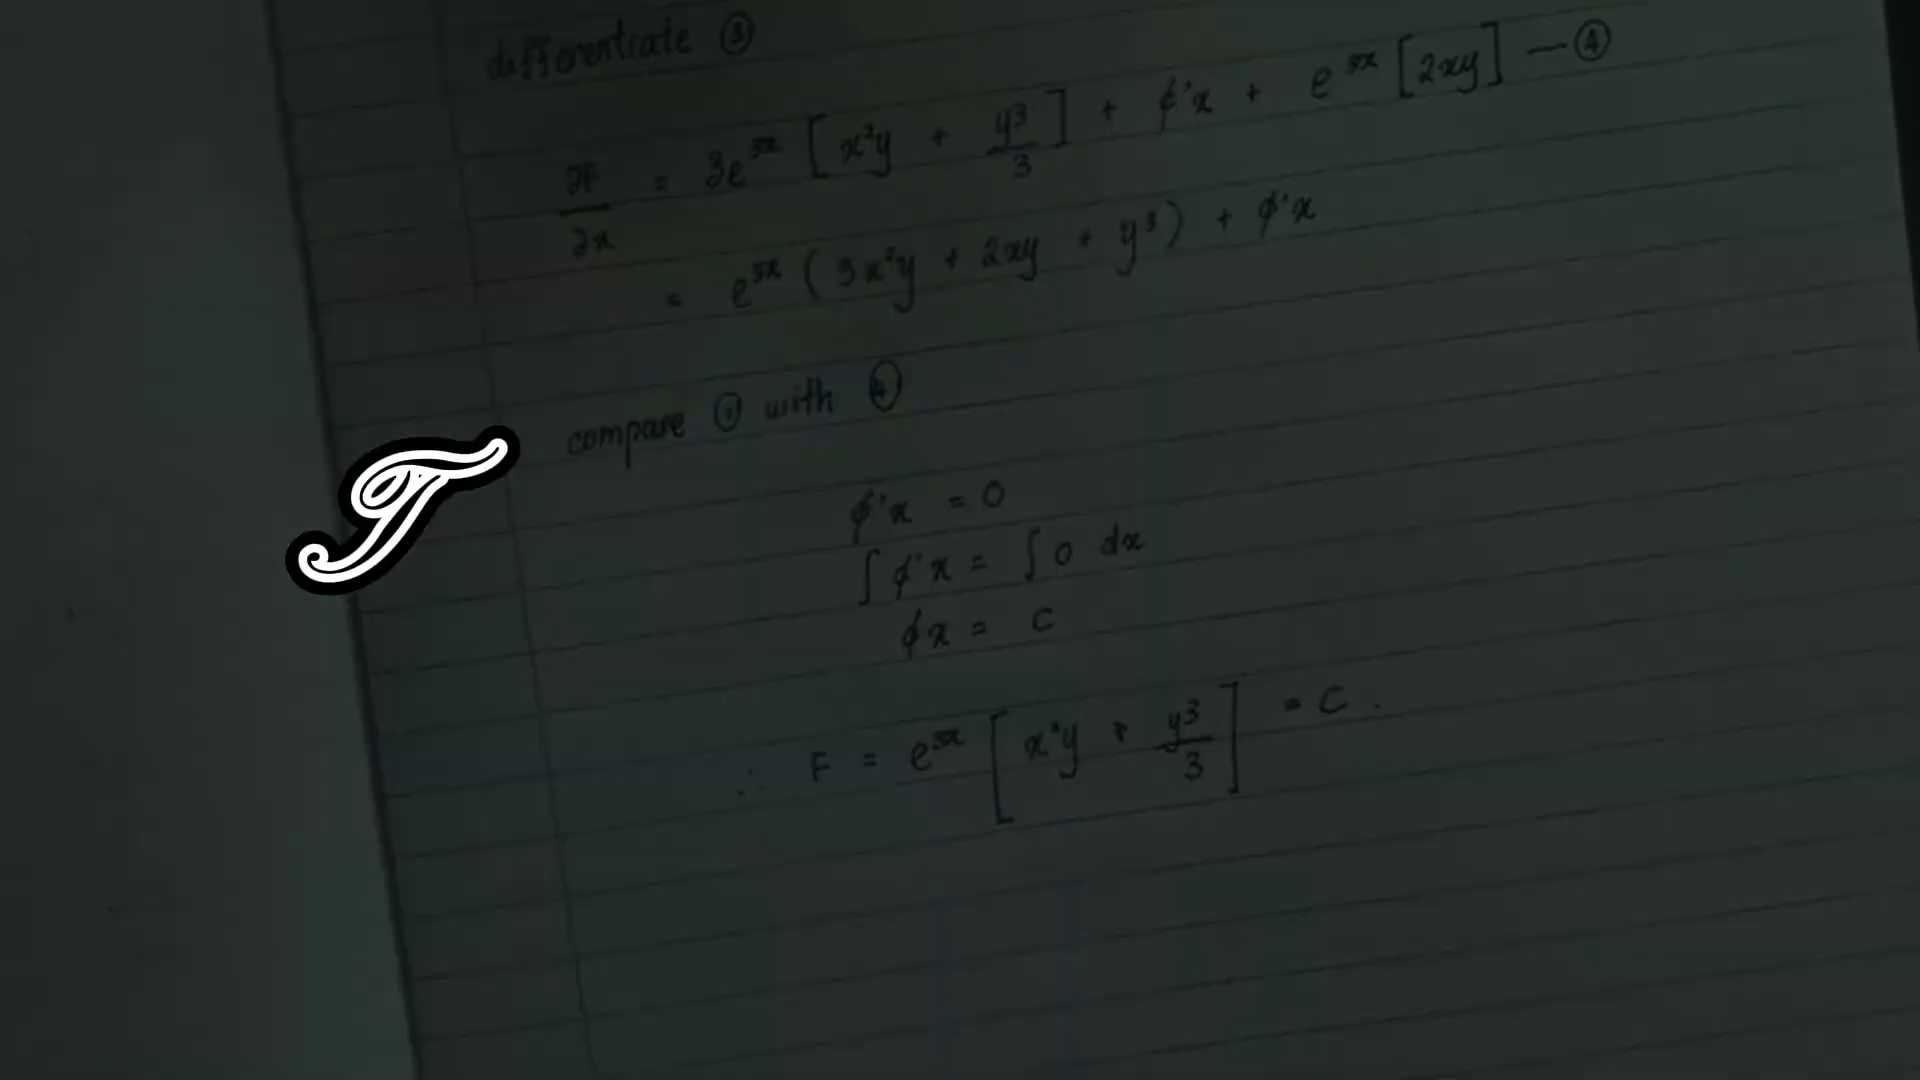 differentiate ③
∂F/∂x = 3e^3x [x²y + y³/3] + φ'x + e^3x [2xy] — ④
= e^3x (3x²y + 2xy + y³) + φ'x
compare ① with ④
φ'x = 0
∫ φ'x = ∫ 0 dx
φx = C
∴ F = e^3x [x²y + y³/3] = C .
T